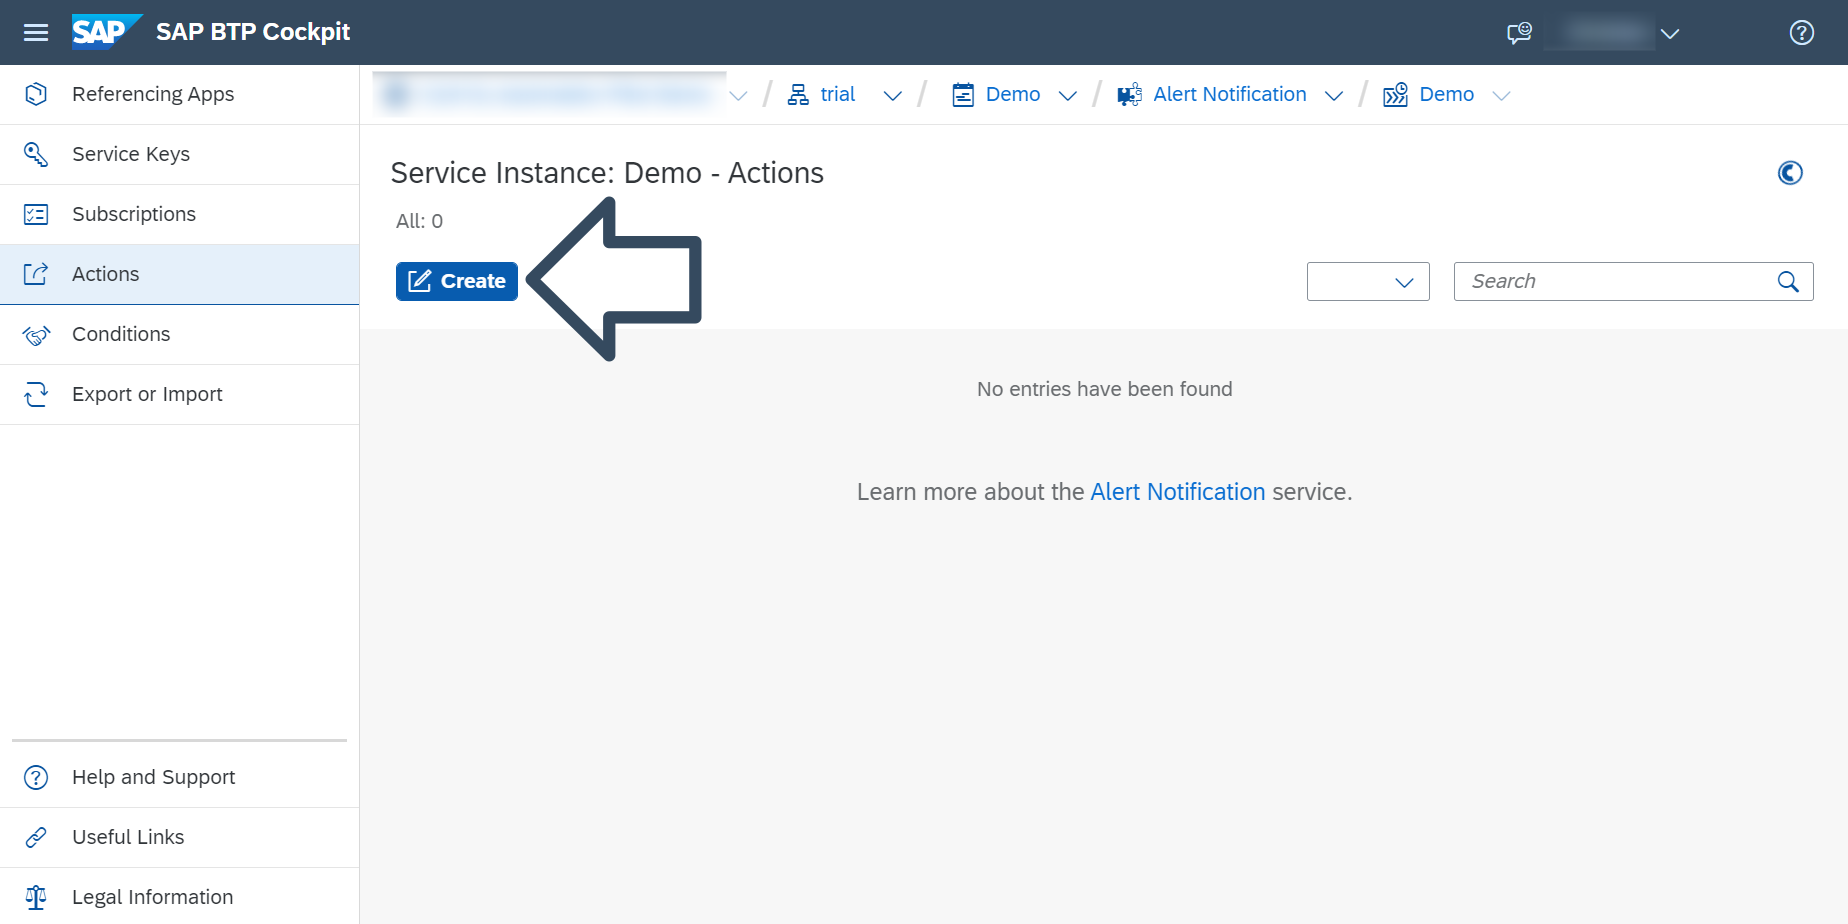 SAP SAP BTP Cockpit
Referencing Apps
Service Keys
Subscriptions
Actions
Conditions
Export or Import
Help and Support
Useful Links
Legal Information
/ trial / Demo / Alert Notification / Demo
Service Instance: Demo - Actions
All: 0
Create
Search
No entries have been found
Learn more about the Alert Notification service.